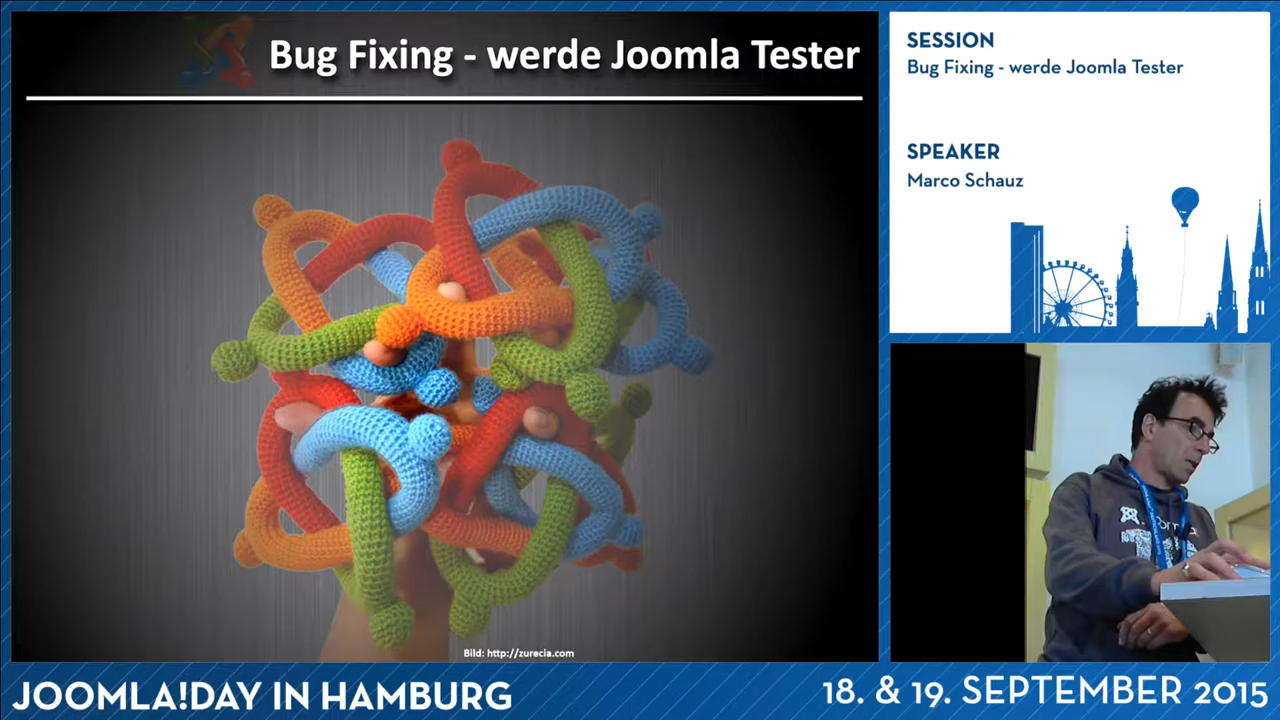 Bug Fixing - werde Joomla Tester
Bild: http://zurecia.com
SESSION
Bug Fixing - werde Joomla Tester
SPEAKER
Marco Schauz
JOOMLA!DAY IN HAMBURG
18. & 19. SEPTEMBER 2015